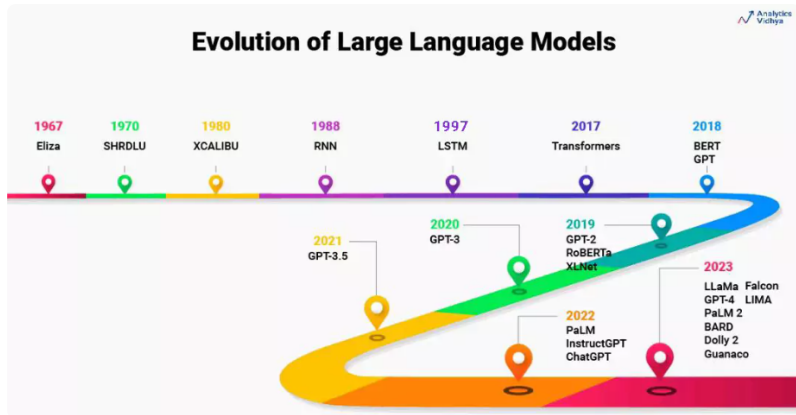 Analytics
Vidhya
Evolution of Large Language Models
1967
Eliza
1970
SHRDLU
1980
XCALIBU
1988
RNN
1997
LSTM
2017
Transformers
2018
BERT
GPT
2019
GPT-2
RoBERTa
XLNet
2020
GPT-3
2021
GPT-3.5
2022
PaLM
InstructGPT
ChatGPT
2023
LLaMa Falcon
GPT-4 LIMA
PaLM 2
BARD
Dolly 2
Guanaco